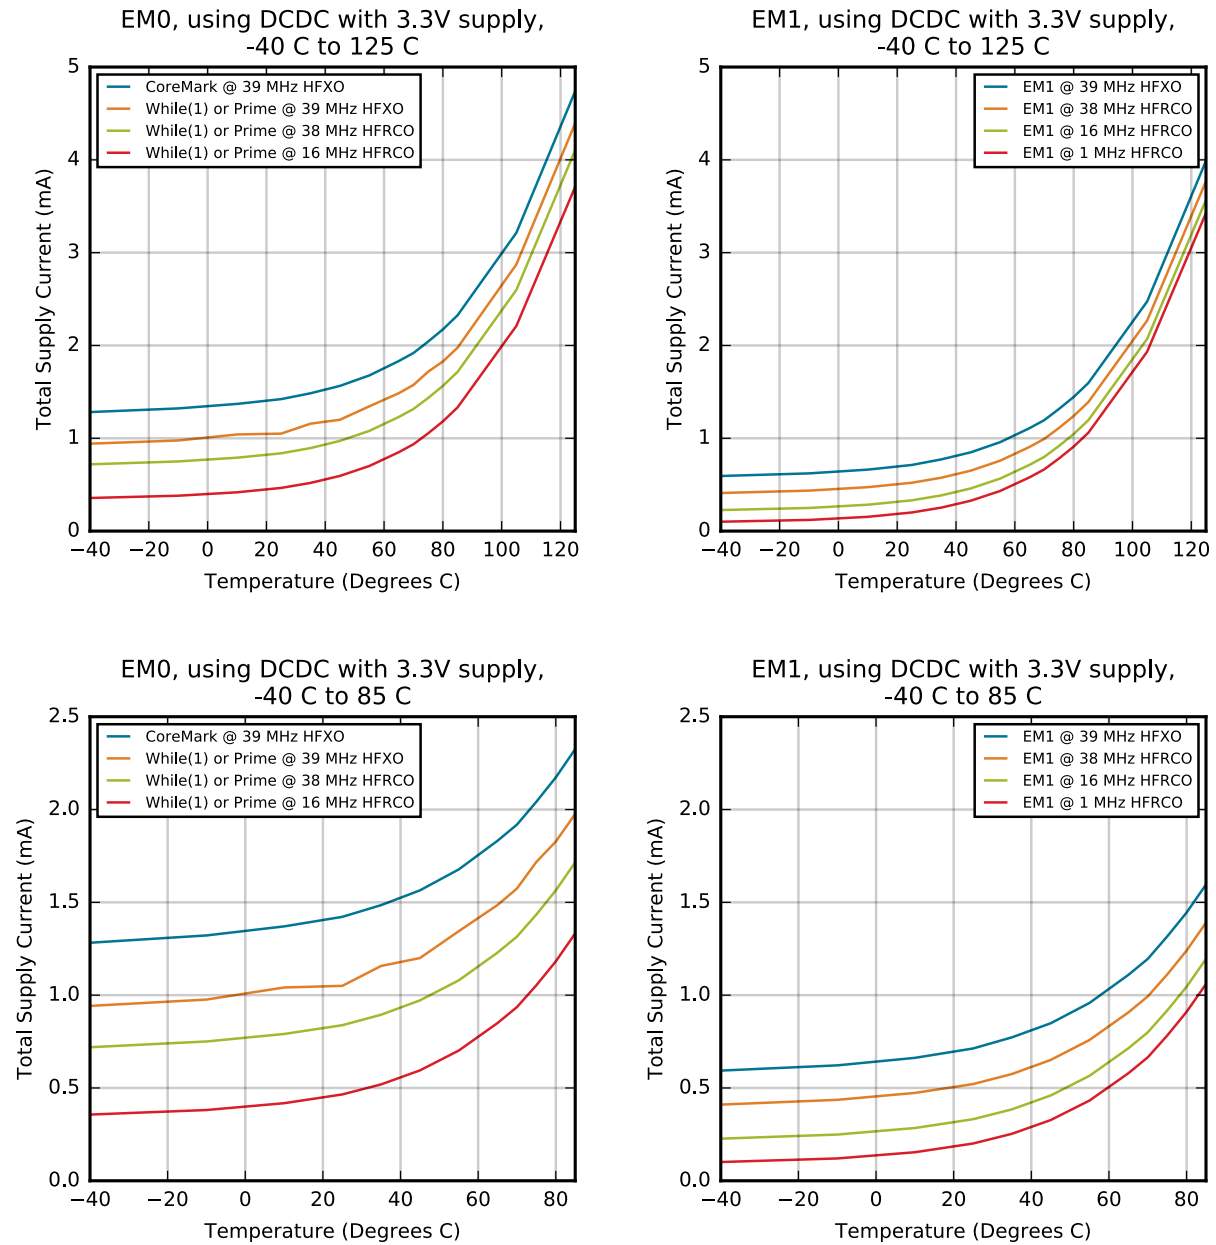 EM0, using DCDC with 3.3V supply,
-40 C to 125 C
5
4
3
2
1
0
Total Supply Current (mA)
CoreMark @ 39 MHz HFXO
While(1) or Prime @ 39 MHz HFXO
While(1) or Prime @ 38 MHz HFRCO
While(1) or Prime @ 16 MHz HFRCO
−40 −20 0 20 40 60 80 100 120
Temperature (Degrees C)
EM1, using DCDC with 3.3V supply,
-40 C to 125 C
5
4
3
2
1
0
Total Supply Current (mA)
EM1 @ 39 MHz HFXO
EM1 @ 38 MHz HFRCO
EM1 @ 16 MHz HFRCO
EM1 @ 1 MHz HFRCO
−40 −20 0 20 40 60 80 100 120
Temperature (Degrees C)
EM0, using DCDC with 3.3V supply,
-40 C to 85 C
2.5
2.0
1.5
1.0
0.5
0.0
Total Supply Current (mA)
CoreMark @ 39 MHz HFXO
While(1) or Prime @ 39 MHz HFXO
While(1) or Prime @ 38 MHz HFRCO
While(1) or Prime @ 16 MHz HFRCO
−40 −20 0 20 40 60 80
Temperature (Degrees C)
EM1, using DCDC with 3.3V supply,
-40 C to 85 C
2.5
2.0
1.5
1.0
0.5
0.0
Total Supply Current (mA)
EM1 @ 39 MHz HFXO
EM1 @ 38 MHz HFRCO
EM1 @ 16 MHz HFRCO
EM1 @ 1 MHz HFRCO
−40 −20 0 20 40 60 80
Temperature (Degrees C)